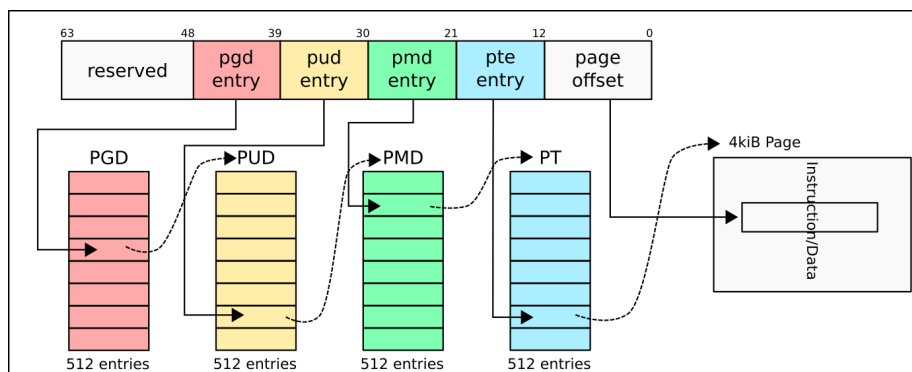 63 48 39 30 21 12 0
reserved
pgd
entry
pud
entry
pmd
entry
pte
entry
page
offset
PGD
PUD
PMD
PT
4kiB Page
Instruction/Data
512 entries
512 entries
512 entries
512 entries